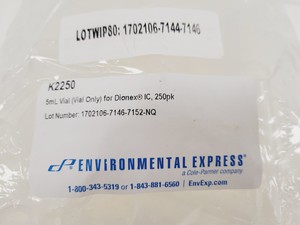 LOTWIP80: 1702106-7144-7146
K2250
5mL Vial (Vial Only) for Dionex® IC, 250pk
Lot Number: 1702106-7146-7152-NQ
ENVIRONMENTAL EXPRESS®
a Cole-Parmer company
1-800-343-5319 or 1-843-881-6560 | EnvExp.com